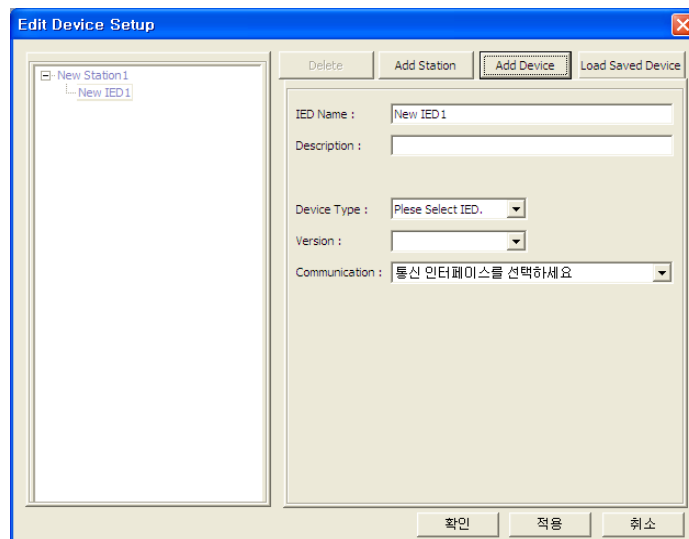 Edit Device Setup
New Station1
New IED1
Delete
Add Station
Add Device
Load Saved Device
IED Name :
New IED1
Description :
Device Type :
Plese Select IED.
Version :
Communication :
통신 인터페이스를 선택하세요
확인
적용
취소